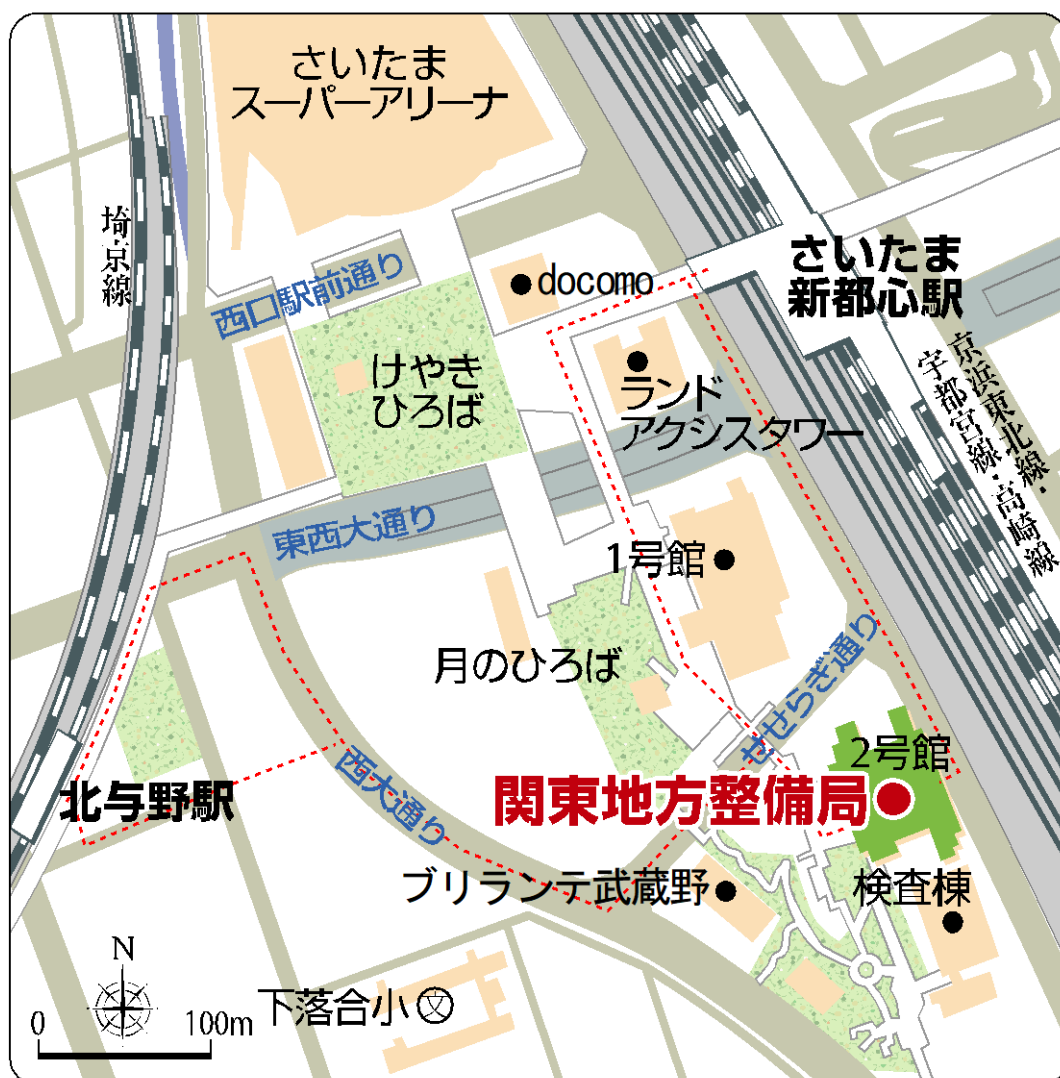 さいたま
スーパーアリーナ
埼京線
さいたま
新都心駅
docomo
西口駅前通り
けやき
ひろば
ランド
アクシスタワー
京浜東北線・
宇都宮線・高崎線
東西大通り
1号館
月のひろば
せせらぎ通り
2号館
北与野駅
西大通り
関東地方整備局
ブリランテ武蔵野
検査棟
N
0
100m
下落合小
文